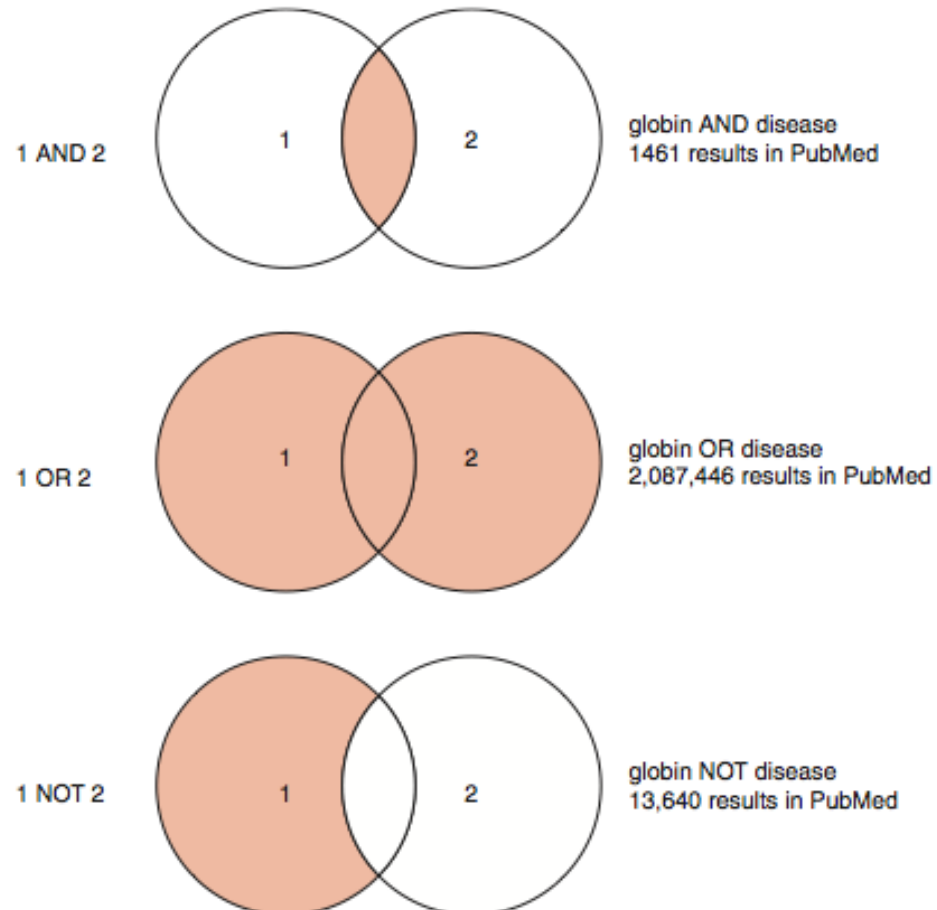 1 AND 2
1
2
globin AND disease
1461 results in PubMed
1 OR 2
1
2
globin OR disease
2,087,446 results in PubMed
1 NOT 2
1
2
globin NOT disease
13,640 results in PubMed